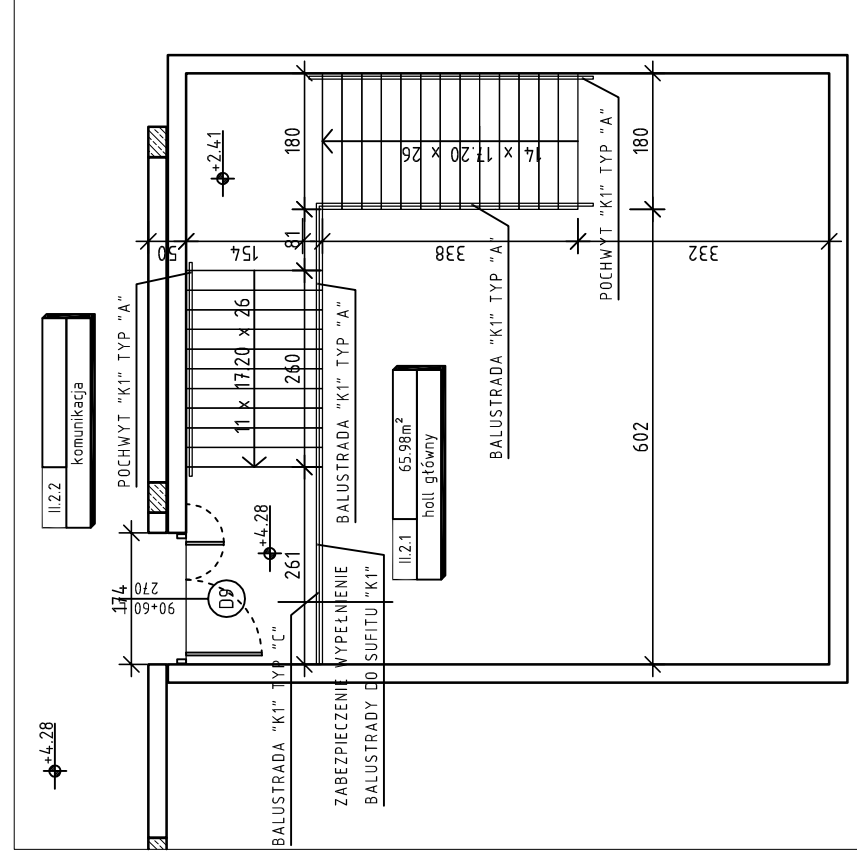 +2.41
180
14 x 17.20 x 26
180
POCHWYT "K1" TYP "A"
50
154
81
338
332
POCHWYT "K1" TYP "A"
11 x 17.20 x 26
260
BALUSTRADA "K1" TYP "A"
BALUSTRADA "K1" TYP "A"
II.2.2
komunikacja
II.2.1
65.98m²
holl główny
602
+4.28
261
174
90+60
270
D9
BALUSTRADA "K1" TYP "C"
ZABEZPIECZENIE WYPEŁNIENIE
BALUSTRADY DO SUFITU "K1"
+4.28